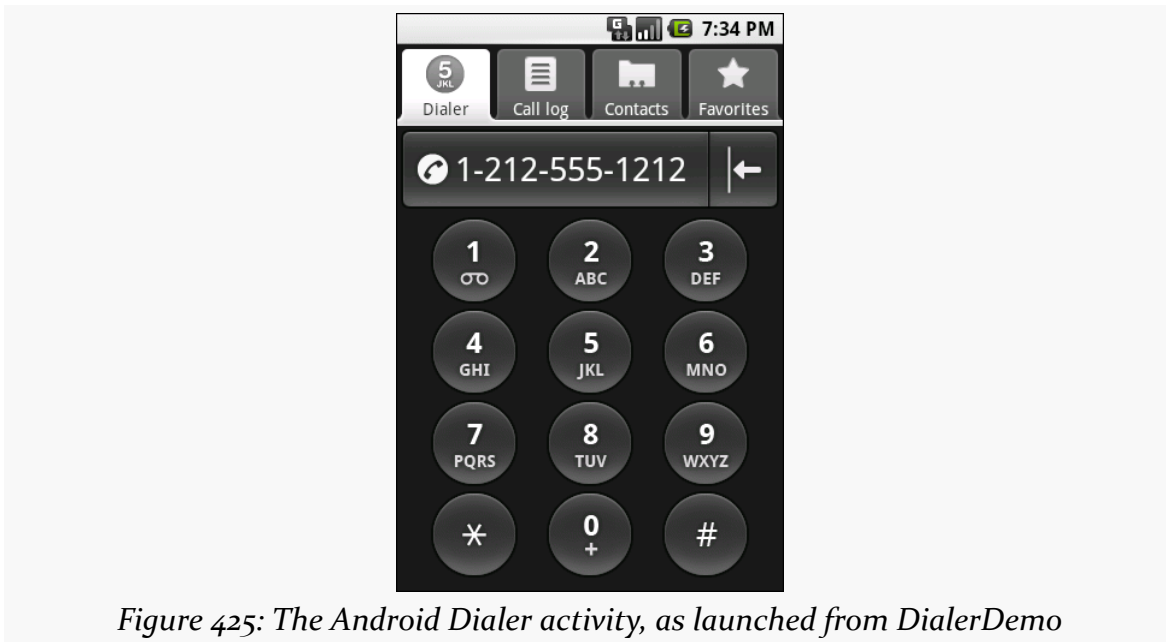 7:34 PM
5
JKL
Dialer Call log Contacts Favorites
1-212-555-1212
1 2 3
ABC DEF
4 5 6
GHI JKL MNO
7 8 9
PQRS TUV WXYZ
* 0 #
+
Figure 425: The Android Dialer activity, as launched from DialerDemo